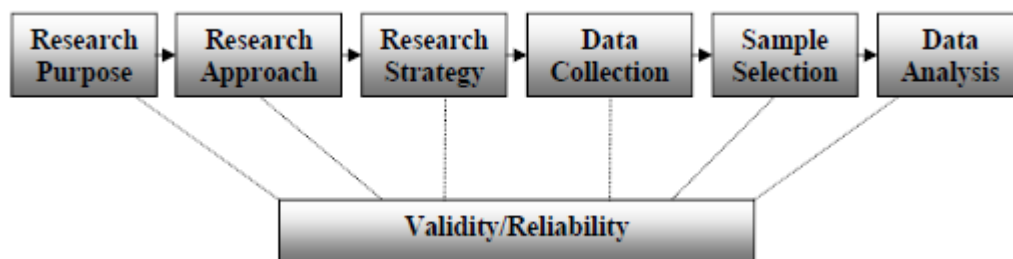 Research
Purpose
Research
Approach
Research
Strategy
Data
Collection
Sample
Selection
Data
Analysis
Validity/Reliability